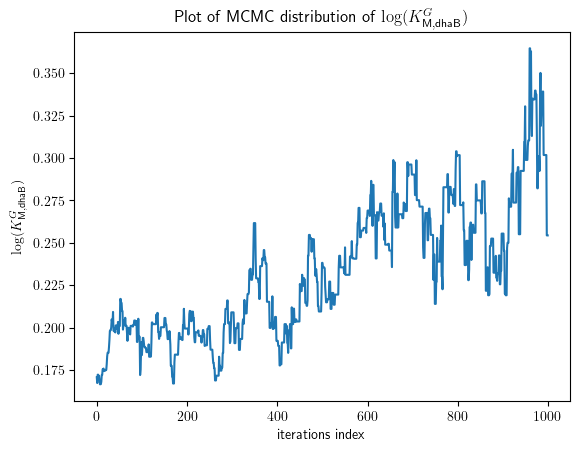 Plot of MCMC distribution of log(K^G_M,dhaB)
log(K^G_M,dhaB)
0.350
0.325
0.300
0.275
0.250
0.225
0.200
0.175
0 200 400 600 800 1000
iterations index